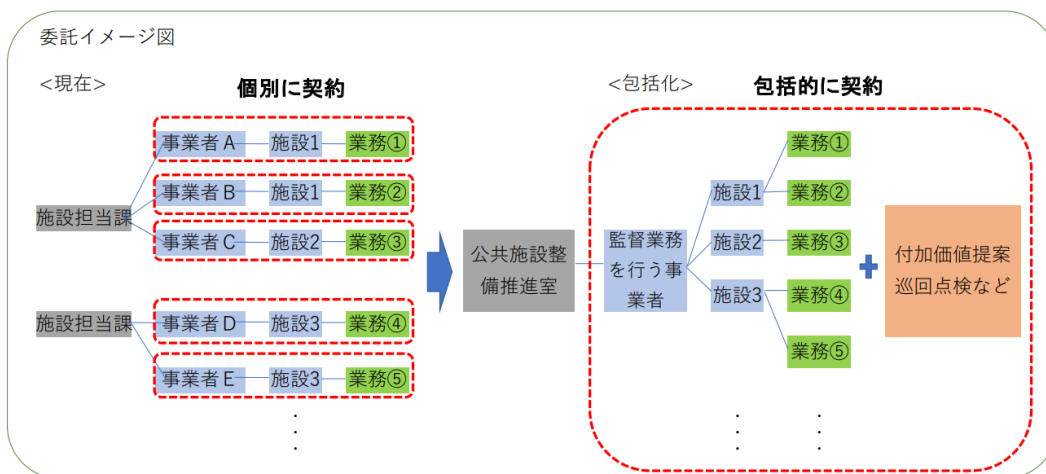 委託イメージ図
<現在>
個別に契約
事業者A
施設1
業務①
事業者B
施設1
業務②
施設担当課
事業者C
施設2
業務③
施設担当課
事業者D
施設3
業務④
事業者E
施設3
業務⑤
公共施設整
備推進室
<包括化>
包括的に契約
監督業務
を行う事
業者
施設1
施設2
施設3
業務①
業務②
業務③
業務④
業務⑤
付加価値提案
巡回点検など